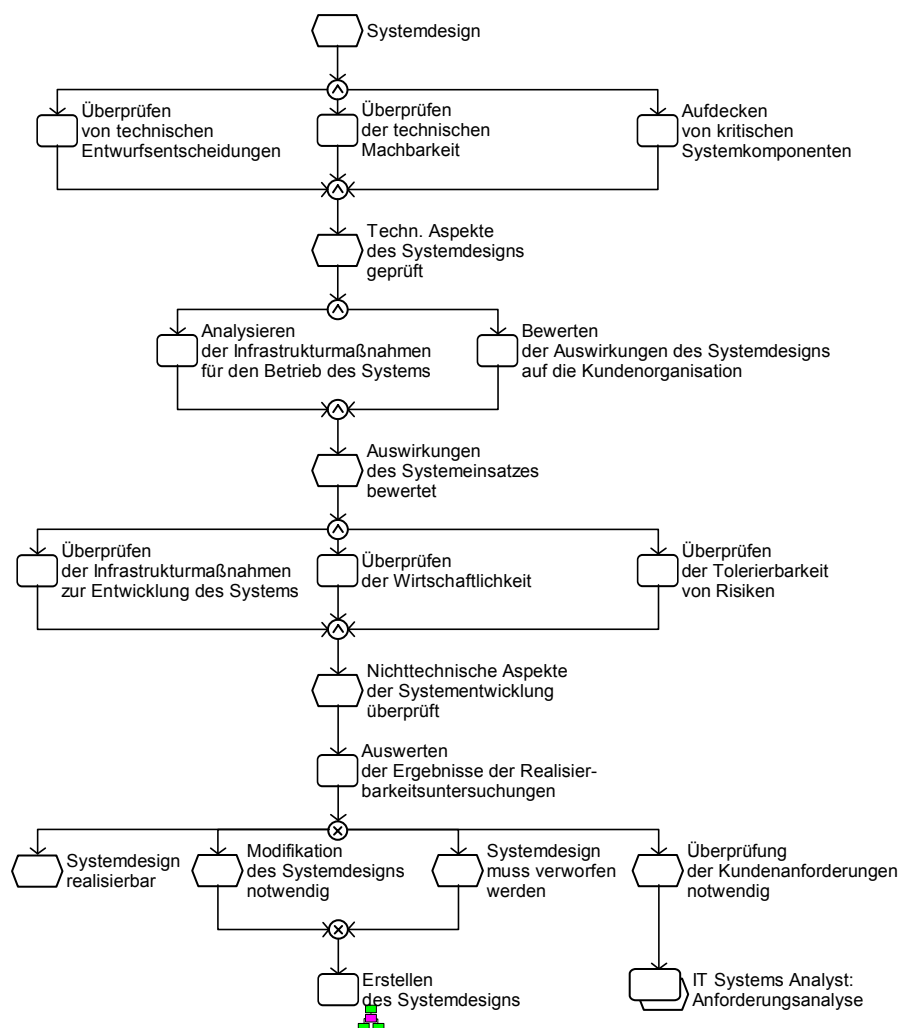 Systemdesign
Überprüfen
von technischen
Entwurfsentscheidungen
Überprüfen
der technischen
Machbarkeit
Aufdecken
von kritischen
Systemkomponenten
Techn. Aspekte
des Systemdesigns
geprüft
Analysieren
der Infrastrukturmaßnahmen
für den Betrieb des Systems
Bewerten
der Auswirkungen des Systemdesigns
auf die Kundenorganisation
Auswirkungen
des Systemeinsatzes
bewertet
Überprüfen
der Infrastrukturmaßnahmen
zur Entwicklung des Systems
Überprüfen
der Wirtschaftlichkeit
Überprüfen
der Tolerierbarkeit
von Risiken
Nichttechnische Aspekte
der Systementwicklung
überprüft
Auswerten
der Ergebnisse der Realisier-
barkeitsuntersuchungen
Systemdesign
realisierbar
Modifikation
des Systemdesigns
notwendig
Systemdesign
muss verworfen
werden
Überprüfung
der Kundenanforderungen
notwendig
Erstellen
des Systemdesigns
IT Systems Analyst:
Anforderungsanalyse